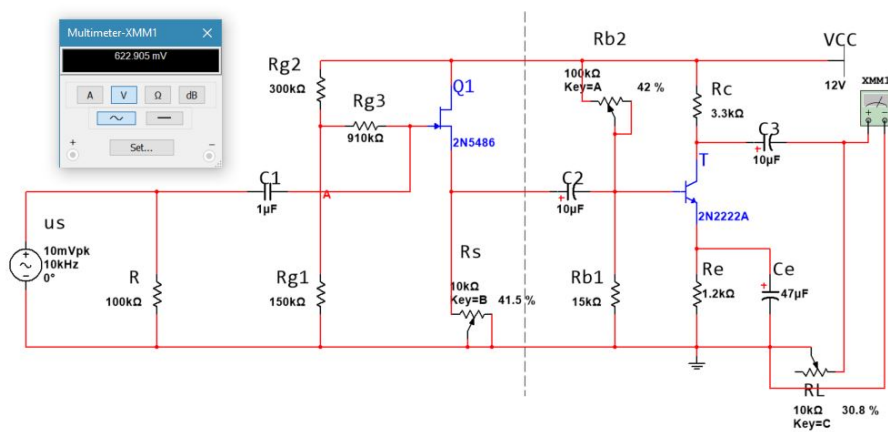 Multimeter-XMM1
622.905 mV
A
V
Ω
dB
+
Set...
-
us
10mVpk
10kHz
0°
R
100kΩ
C1
1µF
Rg2
300kΩ
Rg3
910kΩ
A
Rg1
150kΩ
Q1
2N5486
Rs
10kΩ
Key=B
41.5 %
C2
10µF
Rb2
100kΩ
Key=A
42 %
Rb1
15kΩ
Rc
3.3kΩ
T
2N2222A
Re
1.2kΩ
Ce
47µF
C3
10µF
VCC
12V
XMM1
RL
10kΩ
Key=C
30.8 %